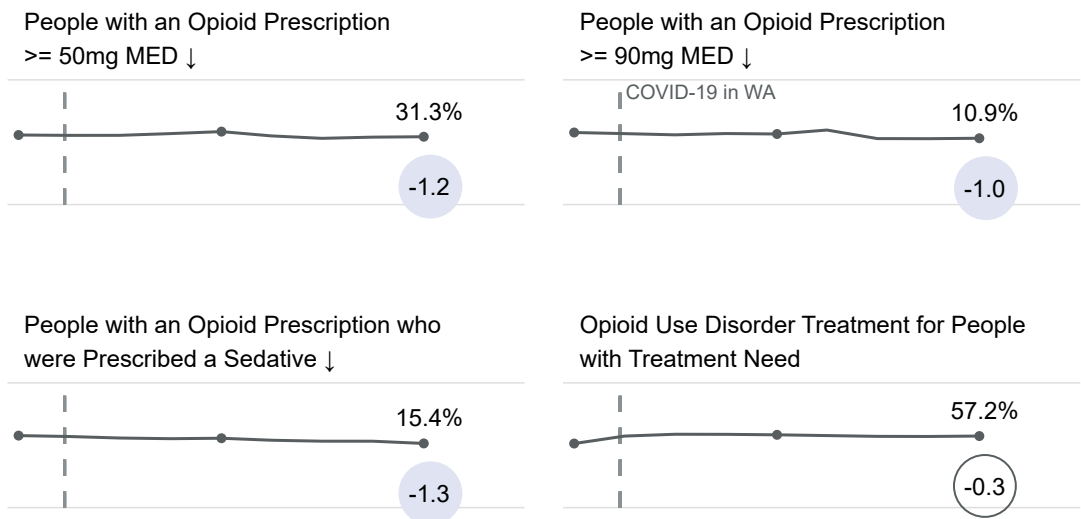 People with an Opioid Prescription
>= 50mg MED ↓
31.3%
-1.2
People with an Opioid Prescription
>= 90mg MED ↓
COVID-19 in WA
10.9%
-1.0
People with an Opioid Prescription who
were Prescribed a Sedative ↓
15.4%
-1.3
Opioid Use Disorder Treatment for People
with Treatment Need
57.2%
-0.3